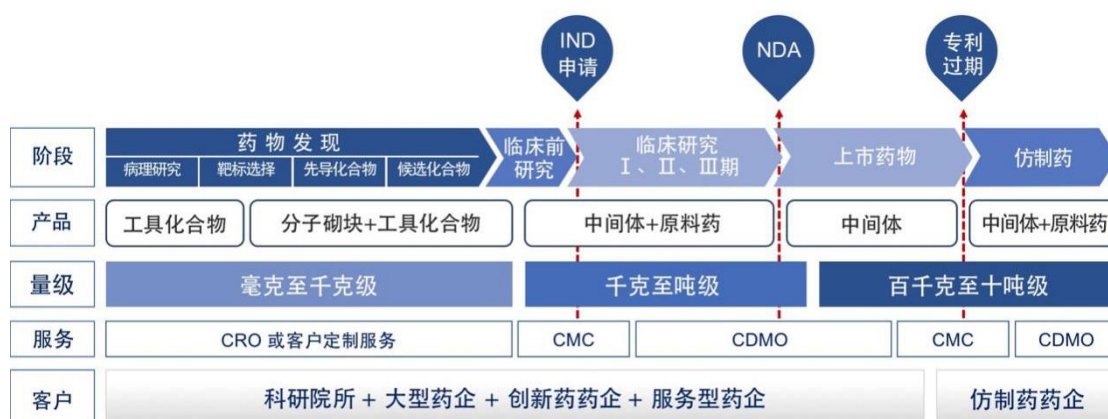 IND
申请
NDA
专利
过期
阶段
药物发现
病理研究
靶标选择
先导化合物
候选化合物
临床前
研究
临床研究
Ⅰ、Ⅱ、Ⅲ期
上市药物
仿制药
产品
工具化合物
分子砌块+工具化合物
中间体+原料药
中间体
中间体+原料药
量级
毫克至千克级
千克至吨级
百千克至十吨级
服务
CRO 或客户定制服务
CMC
CDMO
CMC
CDMO
客户
科研院所 + 大型药企 + 创新药药企 + 服务型药企
仿制药药企